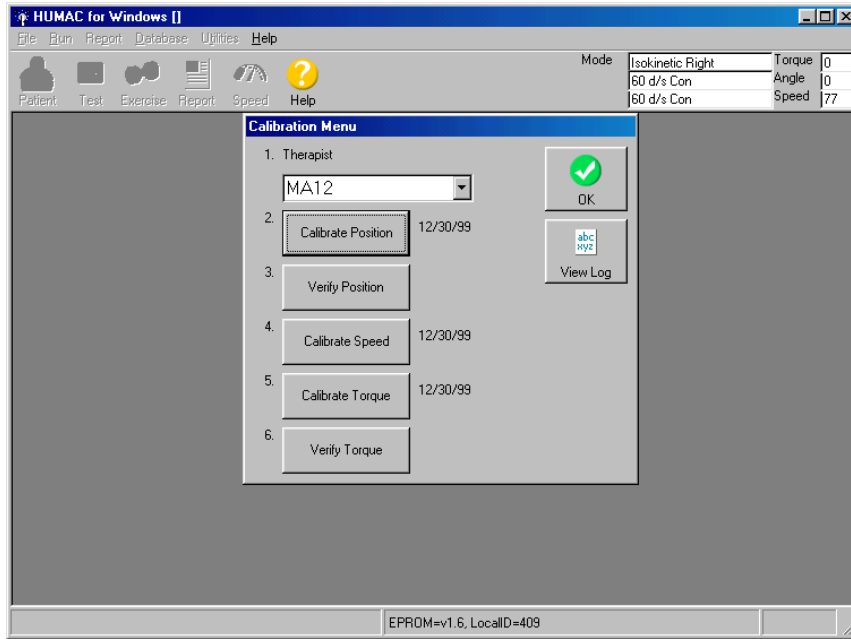 HUMAC for Windows []
File Run Report Database Utilities Help
Patient Test Exercise Report Speed Help
Mode Isokinetic Right Torque 0
60 d/s Con Angle 0
60 d/s Con Speed 77
Calibration Menu
1. Therapist
MA12
OK
2. Calibrate Position 12/30/99
abc
xyz
View Log
3. Verify Position
4. Calibrate Speed 12/30/99
5. Calibrate Torque 12/30/99
6. Verify Torque
EPROM=v1.6, LocalID=409